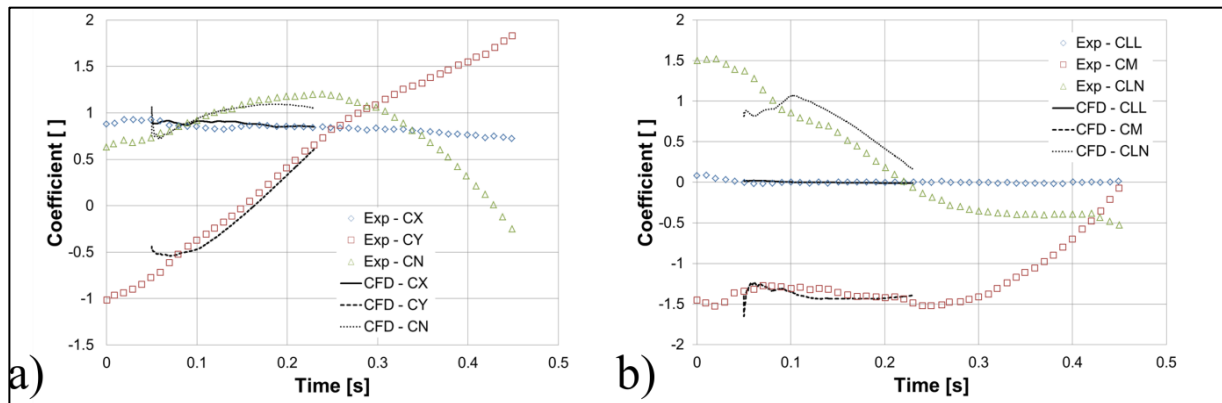 2
1.5
1
0.5
0
-0.5
-1
-1.5
Coefficient [ ]
Exp - CX
Exp - CY
Exp - CN
CFD - CX
CFD - CY
CFD - CN
0 0.1 0.2 0.3 0.4 0.5
Time [s]
a)
2
1.5
1
0.5
0
-0.5
-1
-1.5
-2
Coefficient [ ]
Exp - CLL
Exp - CM
Exp - CLN
CFD - CLL
CFD - CM
CFD - CLN
0 0.1 0.2 0.3 0.4 0.5
Time [s]
b)